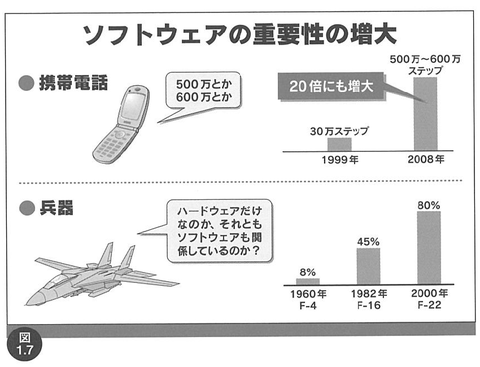 ソフトウェアの重要性の増大
● 携帯電話
500万とか
600万とか
20倍にも増大
500万〜600万
ステップ
30万ステップ
1999年
2008年
● 兵器
ハードウェアだけ
なのか、それとも
ソフトウェアも関
係しているのか？
8%
45%
80%
1960年
F-4
1982年
F-16
2000年
F-22
図
1.7